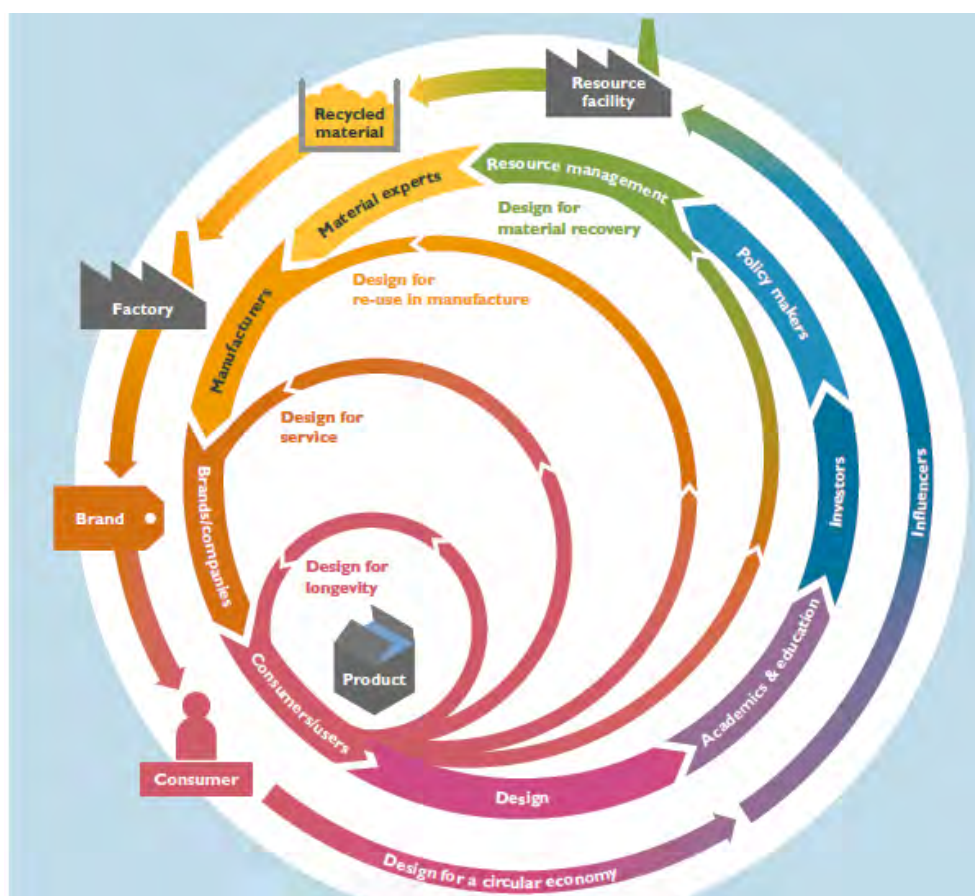 Resource
facility
Recycled
material
Resource management
Material experts
Design for
material recovery
Policy makers
Design for
re-use in manufacture
Factory
Manufacturers
Design for
service
Investors
Influencers
Brand
Brands/companies
Design for
longevity
Product
Consumers/users
Academics & education
Consumer
Design
Design for a circular economy